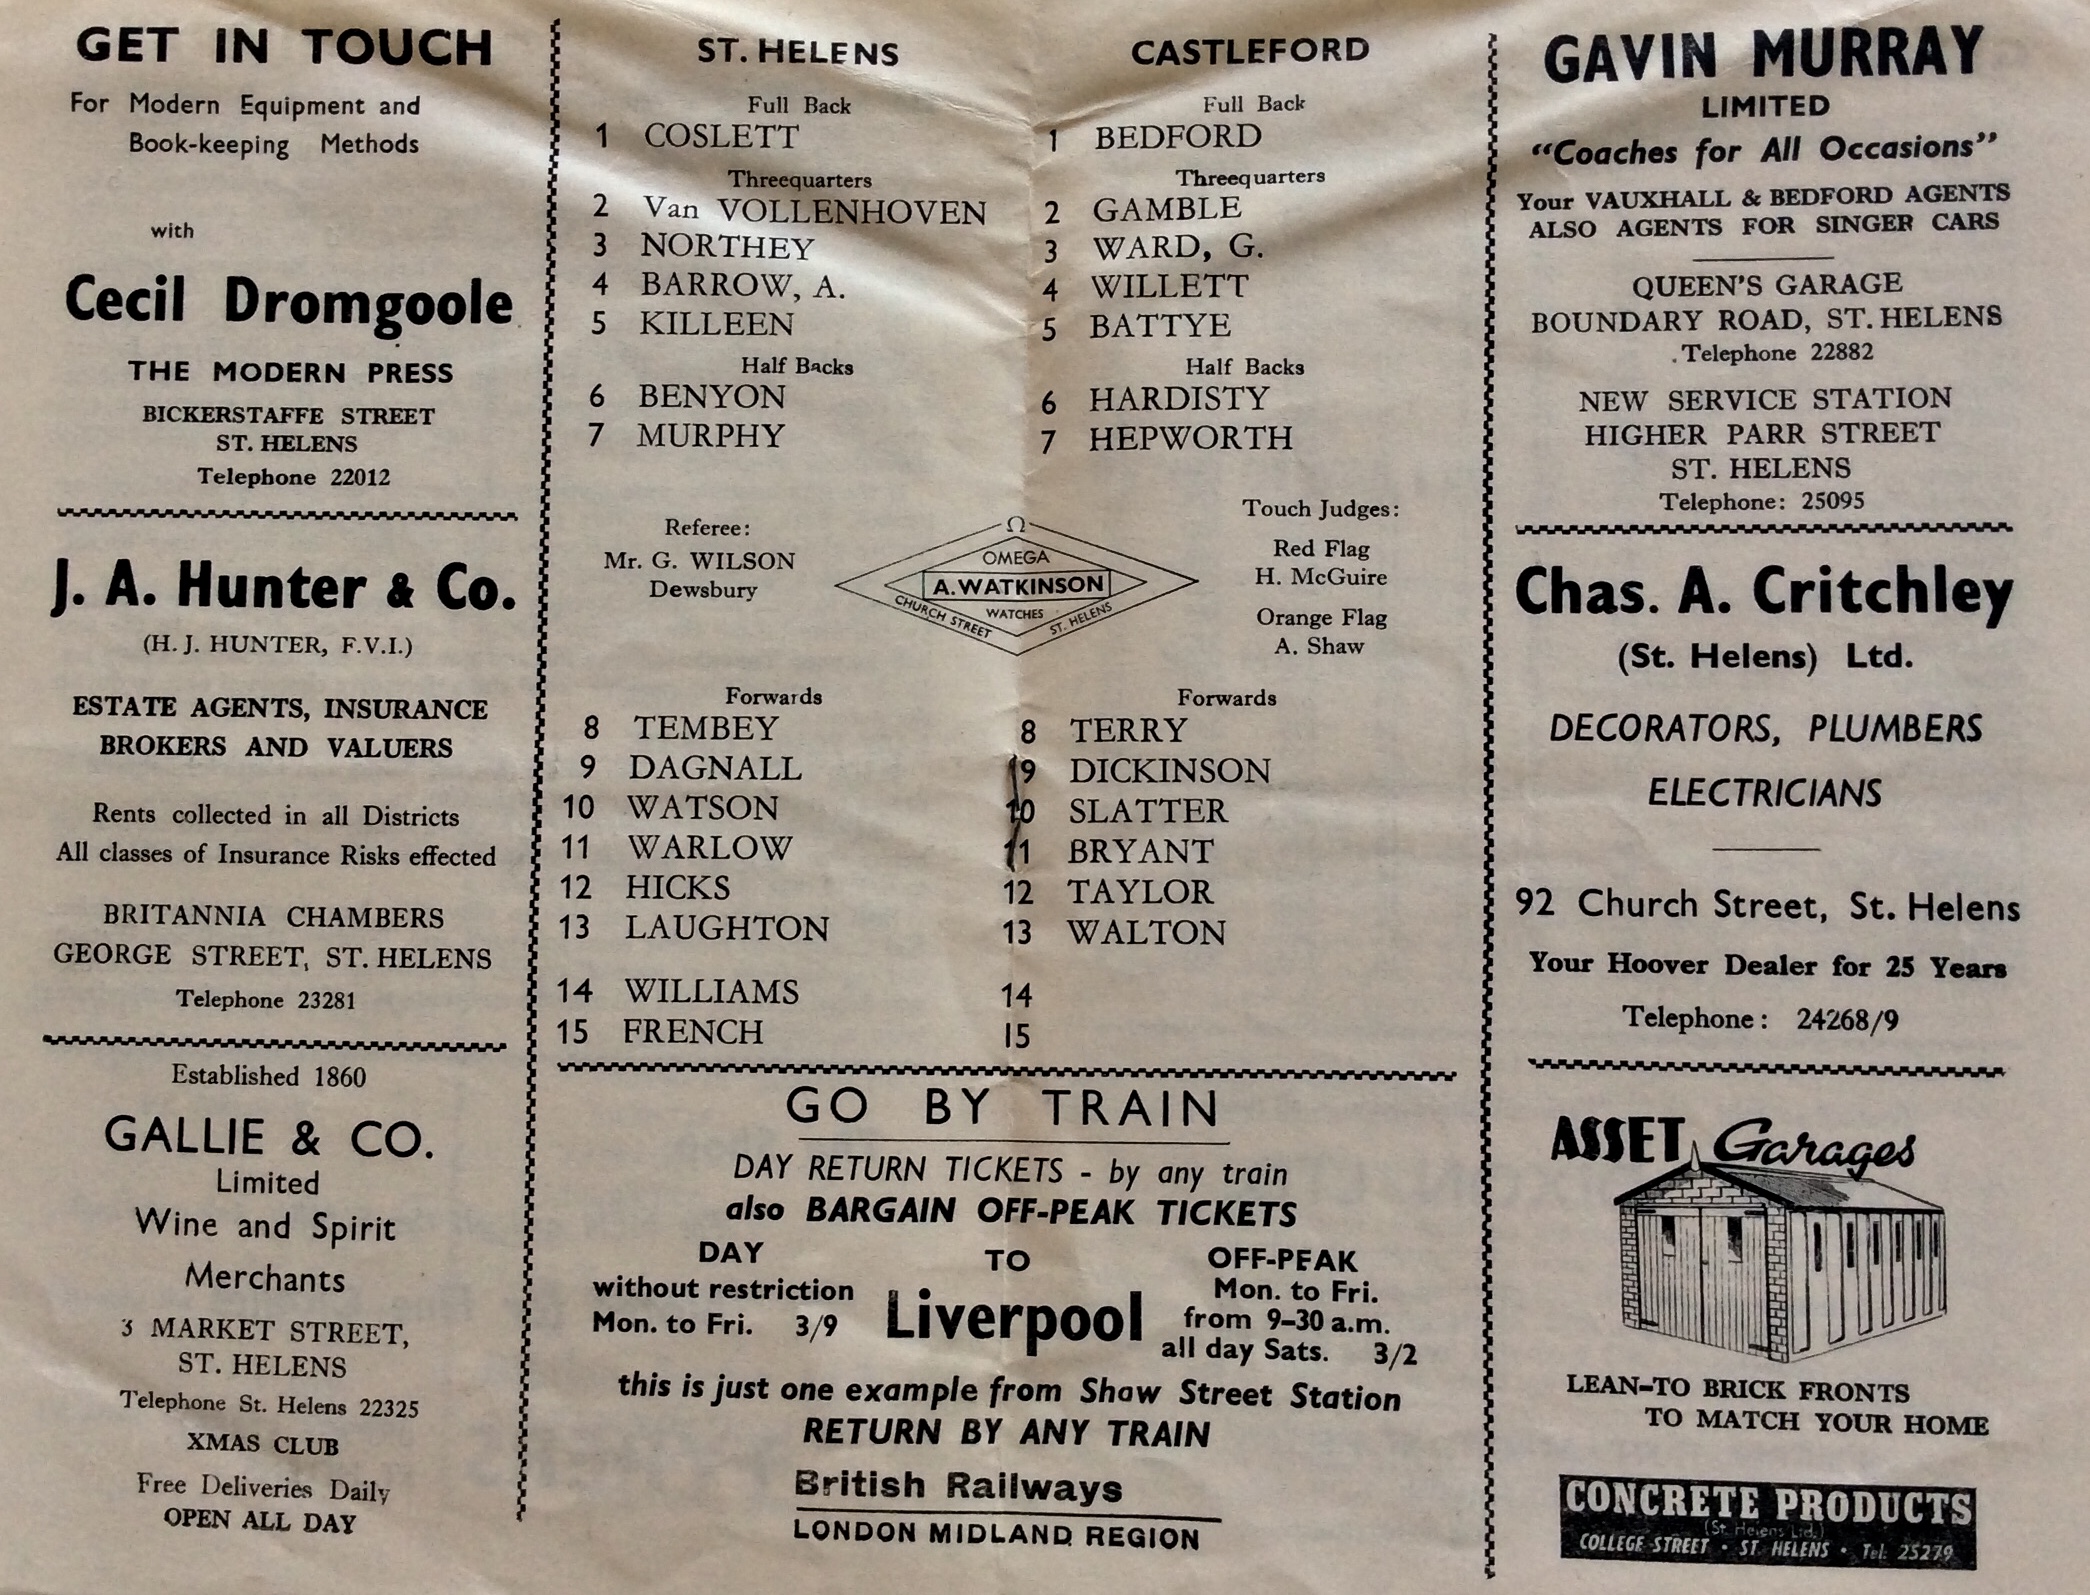 GET IN TOUCH
For Modern Equipment and
Book-keeping Methods
with
Cecil Dromgoole
THE MODERN PRESS
BICKERSTAFFE STREET
ST. HELENS
Telephone 22012
J. A. Hunter & Co.
(H. J. HUNTER, F.V.I.)
ESTATE AGENTS, INSURANCE
BROKERS AND VALUERS
Rents collected in all Districts
All classes of Insurance Risks effected
BRITANNIA CHAMBERS
GEORGE STREET, ST. HELENS
Telephone 23281
Established 1860
GALLIE & CO.
Limited
Wine and Spirit
Merchants
3 MARKET STREET,
ST. HELENS
Telephone St. Helens 22325
XMAS CLUB
Free Deliveries Daily
OPEN ALL DAY
ST. HELENS
Full Back
1 COSLETT
Threequarters
2 Van VOLLENHOVEN
3 NORTHEY
4 BARROW, A.
5 KILLEEN
Half Backs
6 BENYON
7 MURPHY
Referee:
Mr. G. WILSON
Dewsbury
Forwards
8 TEMBEY
9 DAGNALL
10 WATSON
11 WARLOW
12 HICKS
13 LAUGHTON
14 WILLIAMS
15 FRENCH
Ω
OMEGA
A. WATKINSON
WATCHES
CHURCH STREET ST. HELENS
CASTLEFORD
Full Back
1 BEDFORD
Threequarters
2 GAMBLE
3 WARD, G.
4 WILLETT
5 BATTYE
Half Backs
6 HARDISTY
7 HEPWORTH
Touch Judges:
Red Flag
H. McGuire
Orange Flag
A. Shaw
Forwards
8 TERRY
9 DICKINSON
10 SLATTER
11 BRYANT
12 TAYLOR
13 WALTON
14
15
GO BY TRAIN
DAY RETURN TICKETS - by any train
also BARGAIN OFF-PEAK TICKETS
DAY
without restriction
Mon. to Fri. 3/9
TO
Liverpool
OFF-PEAK
Mon. to Fri.
from 9-30 a.m.
all day Sats. 3/2
this is just one example from Shaw Street Station
RETURN BY ANY TRAIN
British Railways
LONDON MIDLAND REGION
GAVIN MURRAY
LIMITED
"Coaches for All Occasions"
Your VAUXHALL & BEDFORD AGENTS
ALSO AGENTS FOR SINGER CARS
QUEEN'S GARAGE
BOUNDARY ROAD, ST. HELENS
Telephone 22882
NEW SERVICE STATION
HIGHER PARR STREET
ST. HELENS
Telephone: 25095
Chas. A. Critchley
(St. Helens) Ltd.
DECORATORS, PLUMBERS
ELECTRICIANS
92 Church Street, St. Helens
Your Hoover Dealer for 25 Years
Telephone: 24268/9
ASSET Garages
LEAN-TO BRICK FRONTS
TO MATCH YOUR HOME
CONCRETE PRODUCTS
(St. Helens Ltd.)
COLLEGE STREET • ST. HELENS • Tel: 25279